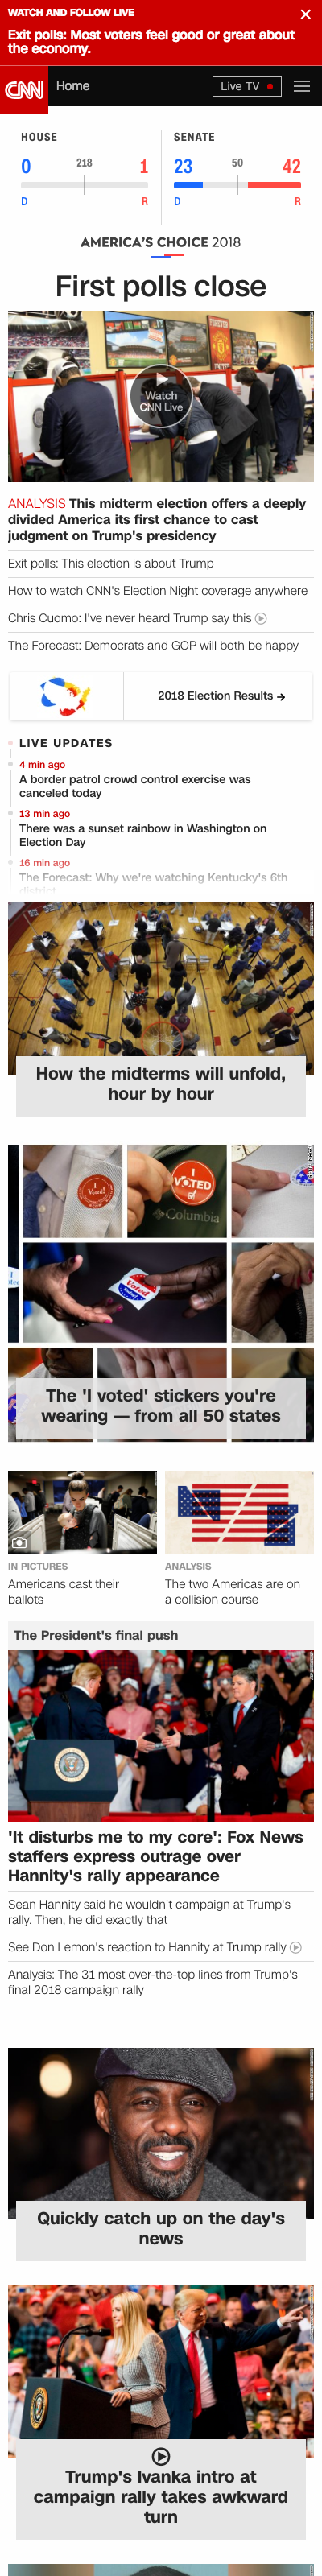 WATCH AND FOLLOW LIVE
Exit polls: Most voters feel good or great about
the economy.
CNN
Home
Live TV
HOUSE
SENATE
0
218
1
23
50
42
D
R
D
R
AMERICA'S CHOICE 2018
First polls close
Watch
CNN Live
ANALYSIS This midterm election offers a deeply
divided America its first chance to cast
judgment on Trump's presidency
Exit polls: This election is about Trump
How to watch CNN's Election Night coverage anywhere
Chris Cuomo: I've never heard Trump say this
The Forecast: Democrats and GOP will both be happy
2018 Election Results →
LIVE UPDATES
4 min ago
A border patrol crowd control exercise was
canceled today
13 min ago
There was a sunset rainbow in Washington on
Election Day
16 min ago
The Forecast: Why we're watching Kentucky's 6th
district
How the midterms will unfold,
hour by hour
I
Voted
I
VOTED
Columbia
I
Voted
The 'I voted' stickers you're
wearing — from all 50 states
IN PICTURES
Americans cast their
ballots
ANALYSIS
The two Americas are on
a collision course
The President's final push
'It disturbs me to my core': Fox News
staffers express outrage over
Hannity's rally appearance
Sean Hannity said he wouldn't campaign at Trump's
rally. Then, he did exactly that
See Don Lemon's reaction to Hannity at Trump rally
Analysis: The 31 most over-the-top lines from Trump's
final 2018 campaign rally
Quickly catch up on the day's
news
Trump's Ivanka intro at
campaign rally takes awkward
turn